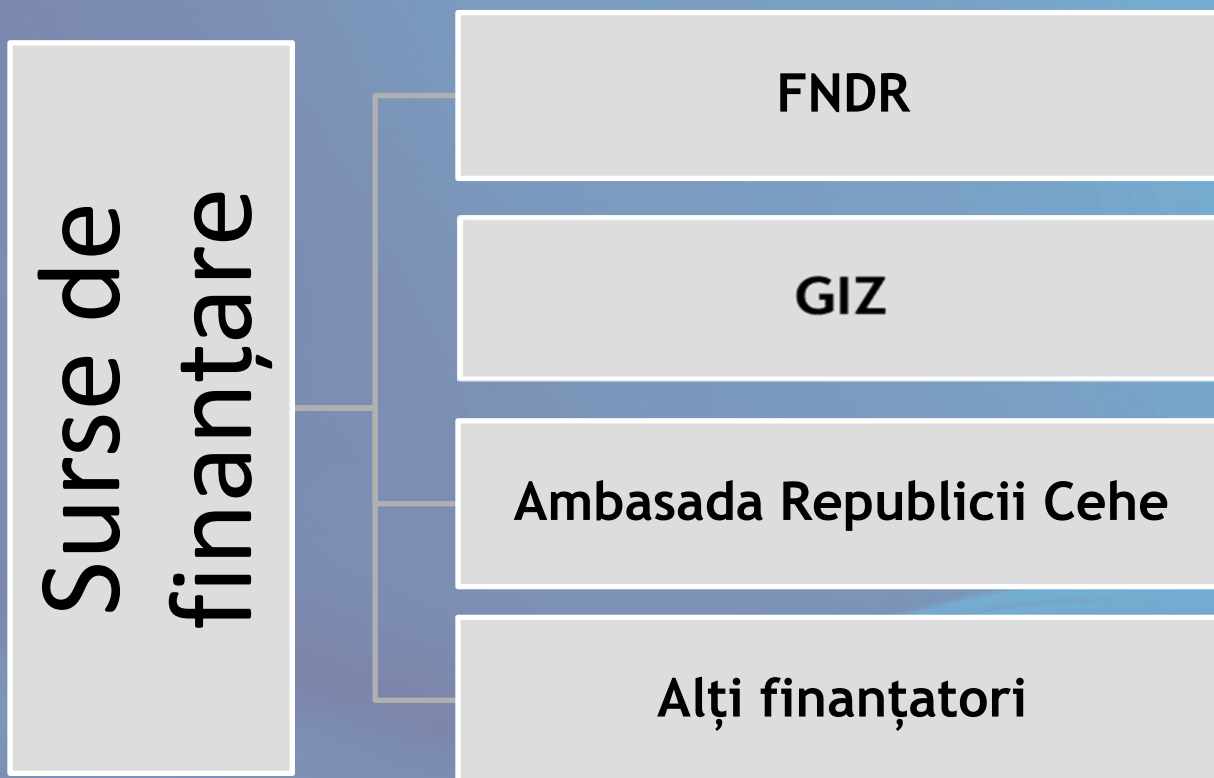 Surse de
finanțare
FNDR
GIZ
Ambasada Republicii Cehe
Alți finanțatori